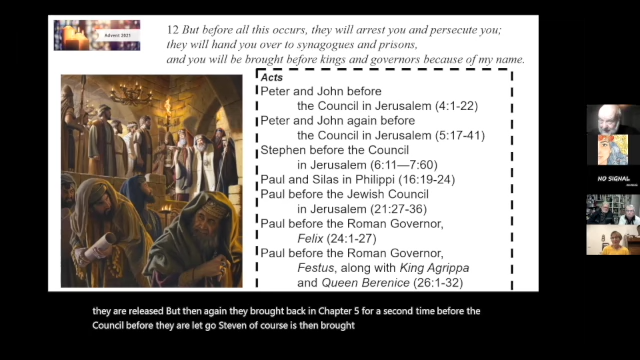 Advent 2021
12 But before all this occurs, they will arrest you and persecute you;
they will hand you over to synagogues and prisons,
and you will be brought before kings and governors because of my name.
Acts
Peter and John before
the Council in Jerusalem (4:1-22)
Peter and John again before
the Council in Jerusalem (5:17-41)
Stephen before the Council
in Jerusalem (6:11—7:60)
Paul and Silas in Philippi (16:19-24)
Paul before the Jewish Council
in Jerusalem (21:27-36)
Paul before the Roman Governor,
Felix (24:1-27)
Paul before the Roman Governor,
Festus, along with King Agrippa
and Queen Berenice (26:1-32)
NO SIGNAL
they are released But then again they brought back in Chapter 5 for a second time before the
Council before they are let go Steven of course is then brought